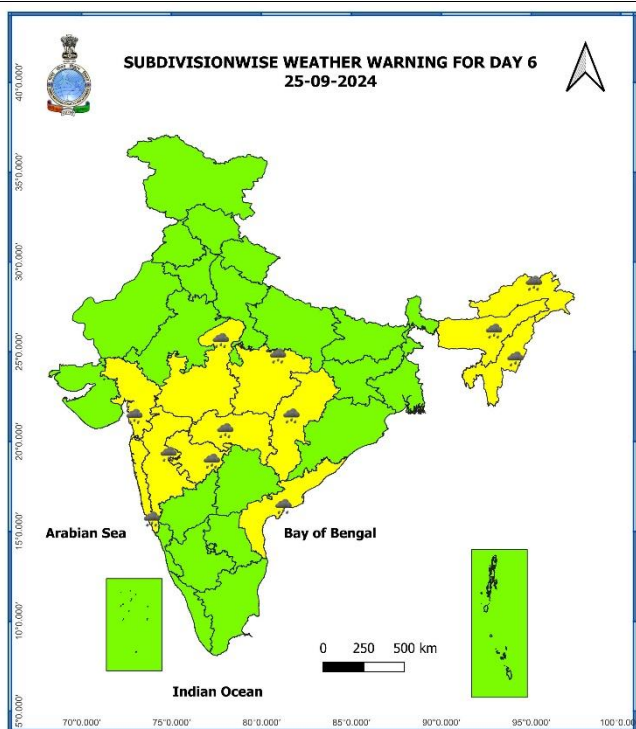 SUBDIVISIONWISE WEATHER WARNING FOR DAY 6
25-09-2024
40°0.000'
35°0.000'
30°0.000'
25°0.000'
20°0.000'
15°0.000'
10°0.000'
5°0.000'
Arabian Sea
Bay of Bengal
0 250 500 km
Indian Ocean
70°0.000' 75°0.000' 80°0.000' 85°0.000' 90°0.000' 95°0.000'